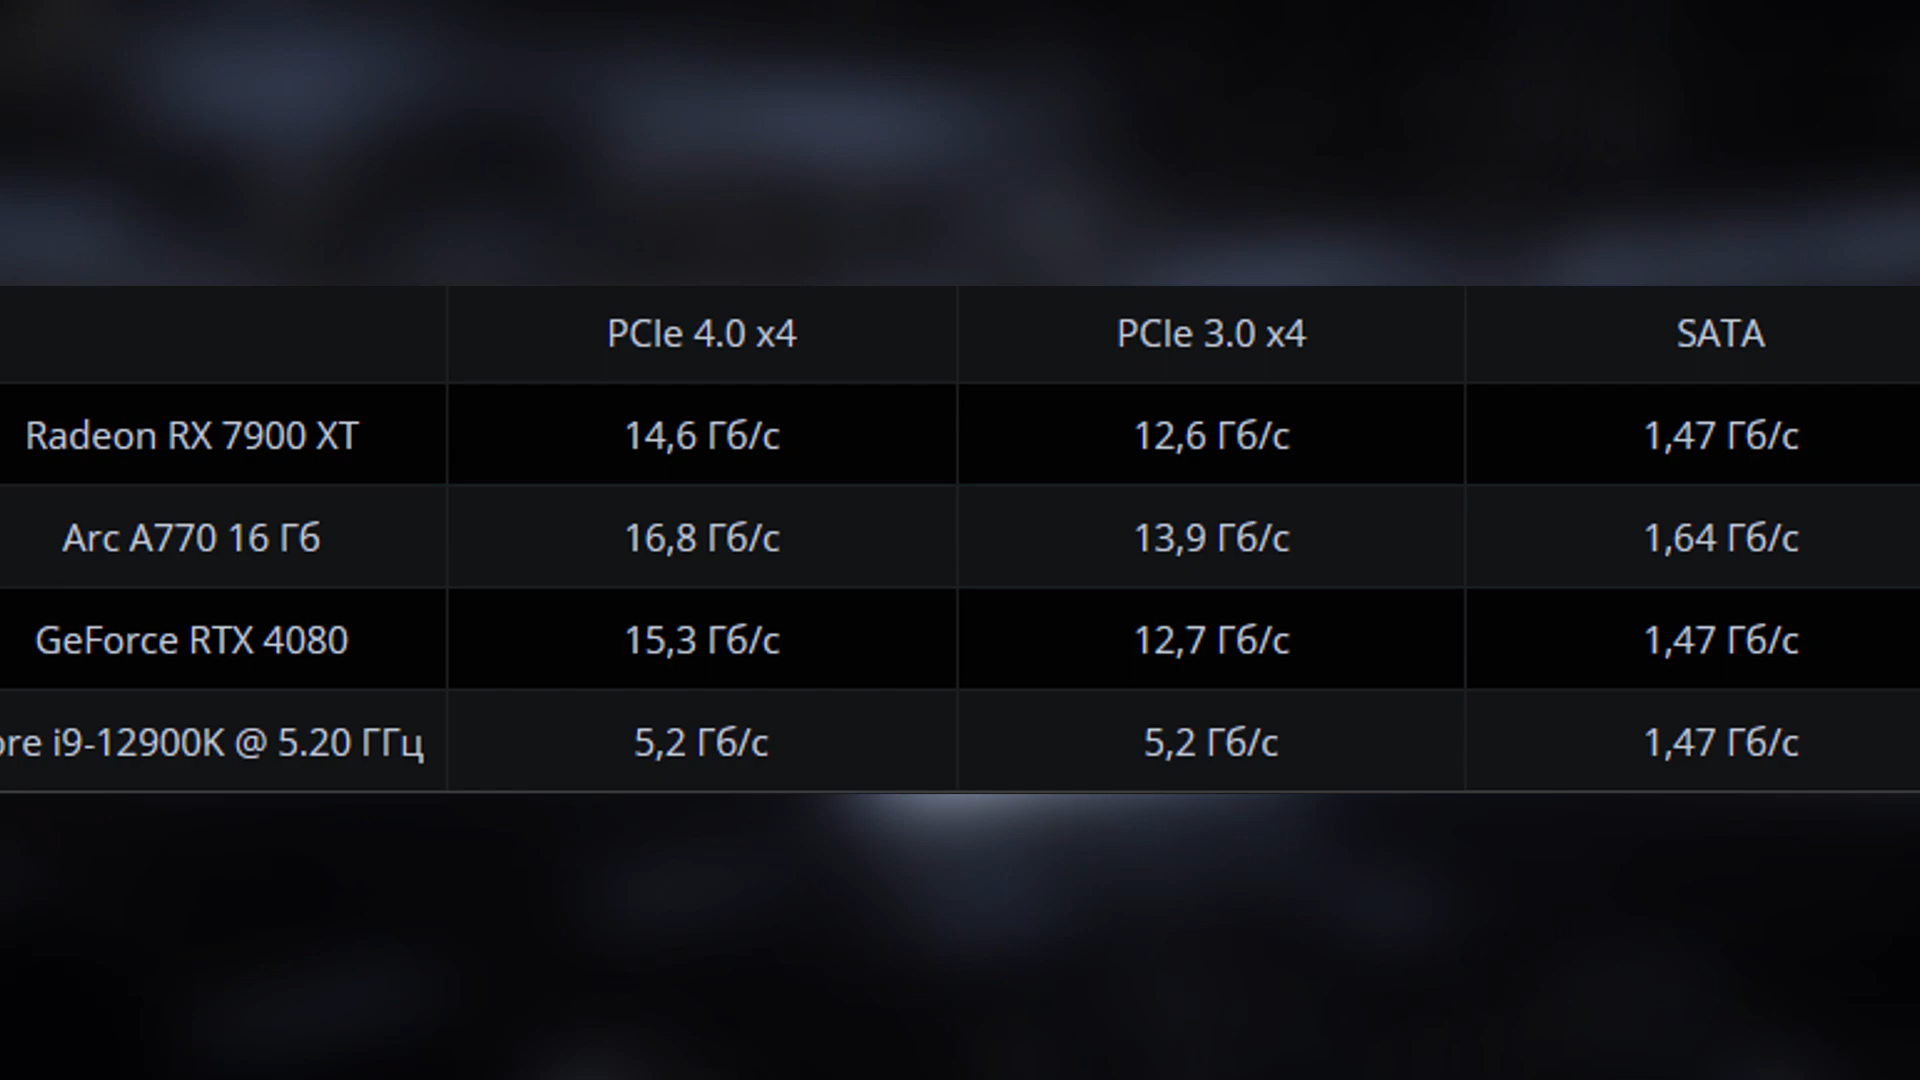 PCIe 4.0 x4 PCIe 3.0 x4 SATA
Radeon RX 7900 XT 14,6 Гб/с 12,6 Гб/с 1,47 Гб/с
Arc A770 16 Гб 16,8 Гб/с 13,9 Гб/с 1,64 Гб/с
GeForce RTX 4080 15,3 Гб/с 12,7 Гб/с 1,47 Гб/с
ore i9-12900K @ 5.20 ГГц 5,2 Гб/с 5,2 Гб/с 1,47 Гб/с